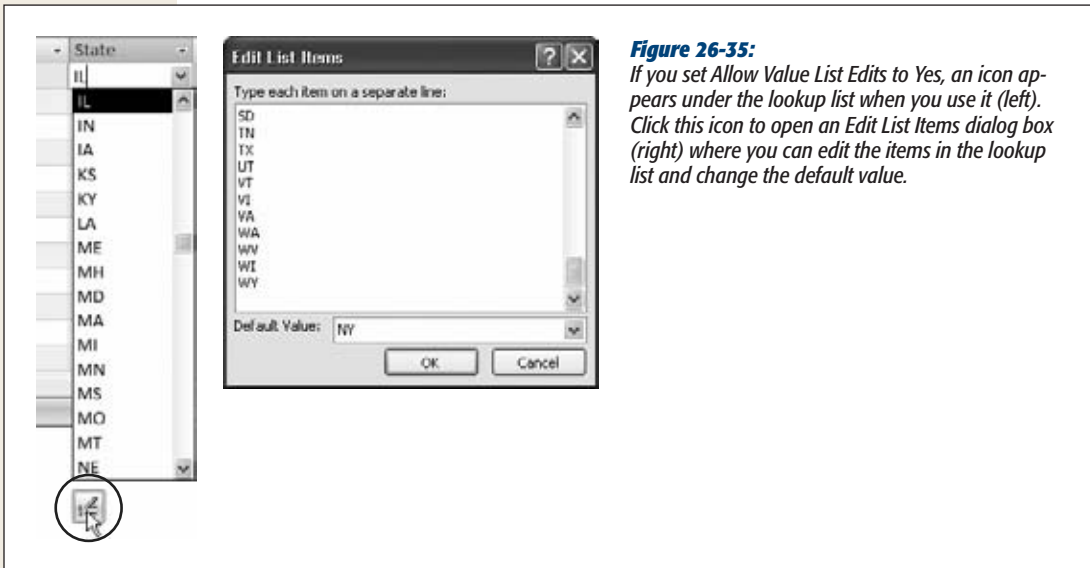 State
IL
IL
IN
IA
KS
KY
LA
ME
MH
MD
MA
MI
MN
MS
MO
MT
NE
Edit List Items
Type each item on a separate line:
SD
TN
TX
UT
VT
VI
VA
WA
WV
WI
WY
Default Value: NY
OK Cancel
Figure 26-35:
If you set Allow Value List Edits to Yes, an icon ap-
pears under the lookup list when you use it (left).
Click this icon to open an Edit List Items dialog box
(right) where you can edit the items in the lookup
list and change the default value.